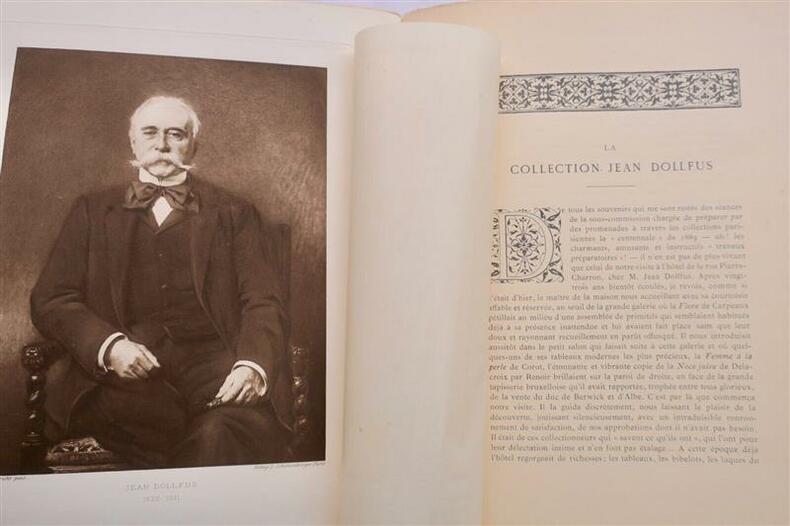 JEAN DOLLFUS
LA
COLLECTION JEAN DOLLFUS
De tous les souvenirs qui me sont restés des séances
de la sous-commission chargée de préparer par
des promenades à travers les collections pari-
siennes la « centennale » de 1889 — oh! les
charmants, amusants et instructifs « travaux
préparatoires »! — il n'en est pas de plus vivant
que celui de notre visite à l'hôtel de la rue Pierre-
Charron, chez M. Jean Dollfus. Après vingt-
trois ans bientôt écoulés, je revois, comme si
c'était d'hier, le maître de la maison nous accueillant avec sa courtoisie
affable et réservée, au seuil de la grande galerie où la Flore de Carpeaux
pétillait au milieu d'une assemblée de primitifs qui semblaient habitués
déjà à sa présence inattendue et lui avaient fait place sans que leur
doux et rayonnant recueillement en parût offusqué. Il nous introduisit
aussitôt dans le petit salon qui faisait suite à cette galerie et où quel-
ques-uns de ses tableaux modernes les plus précieux, la Femme à la
perle de Corot, l'étonnante et vibrante copie de la Noce juive de Dela-
croix par Renoir brillaient sur la paroi de droite, en face de la grande
tapisserie bruxelloise qu'il avait rapportée, trophée entre tous glorieux,
de la vente du duc de Berwick et d'Albe. C'est par là que commença
notre visite. Il la guida discrètement, nous laissant le plaisir de la
découverte, jouissant silencieusement, avec un intraduisible ronron-
nement de satisfaction, de nos approbations dont il n'avait pas besoin.
Il était de ces collectionneurs qui « savent ce qu'ils ont », qui l'ont pour
leur délectation intime et n'en font pas étalage... A cette époque déjà
l'hôtel regorgeait de richesses; les tableaux, les bibelots, les laques du